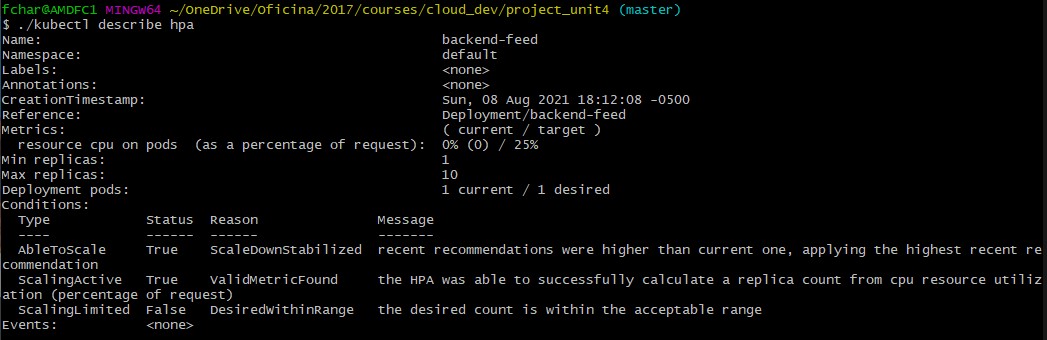 fchar@AMDFC1 MINGW64 ~/OneDrive/Oficina/2017/courses/cloud_dev/project_unit4 (master)
$ ./kubectl describe hpa
Name:                                                  backend-feed
Namespace:                                             default
Labels:                                                <none>
Annotations:                                           <none>
CreationTimestamp:                                     Sun, 08 Aug 2021 18:12:08 -0500
Reference:                                             Deployment/backend-feed
Metrics:                                               ( current / target )
  resource cpu on pods  (as a percentage of request):  0% (0) / 25%
Min replicas:                                          1
Max replicas:                                          10
Deployment pods:                                       1 current / 1 desired
Conditions:
  Type            Status  Reason            Message
  ----            ------  ------            -------
  AbleToScale     True    ScaleDownStabilized  recent recommendations were higher than current one, applying the highest recent re
commendation
  ScalingActive   True    ValidMetricFound     the HPA was able to successfully calculate a replica count from cpu resource utiliz
ation (percentage of request)
  ScalingLimited  False   DesiredWithinRange   the desired count is within the acceptable range
Events:           <none>